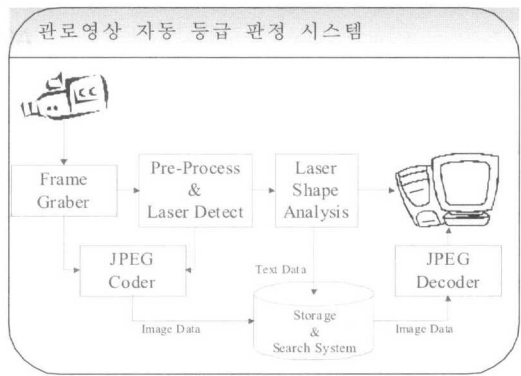 관로영상 자동 등급 판정 시스템
Frame
Graber
Pre-Process
&
Laser Detect
Laser
Shape
Analysis
JPEG
Coder
Text Data
JPEG
Decoder
Storage
&
Search System
Image Data
Image Data